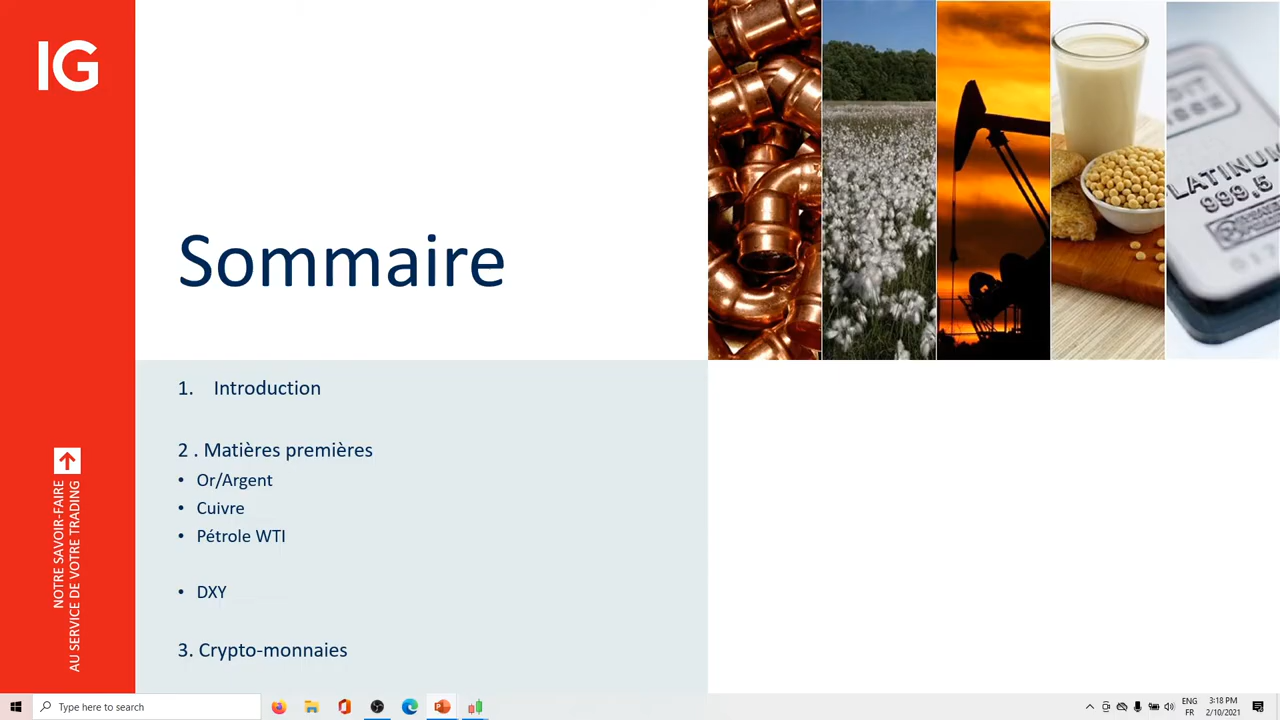 IG
Sommaire
1. Introduction
2 . Matières premières
• Or/Argent
• Cuivre
• Pétrole WTI
• DXY
3. Crypto-monnaies
NOTRE SAVOIR-FAIRE
AU SERVICE DE VOTRE TRADING
LATINUM
999,5
Type here to search
ENG
FR
3:18 PM
2/10/2021